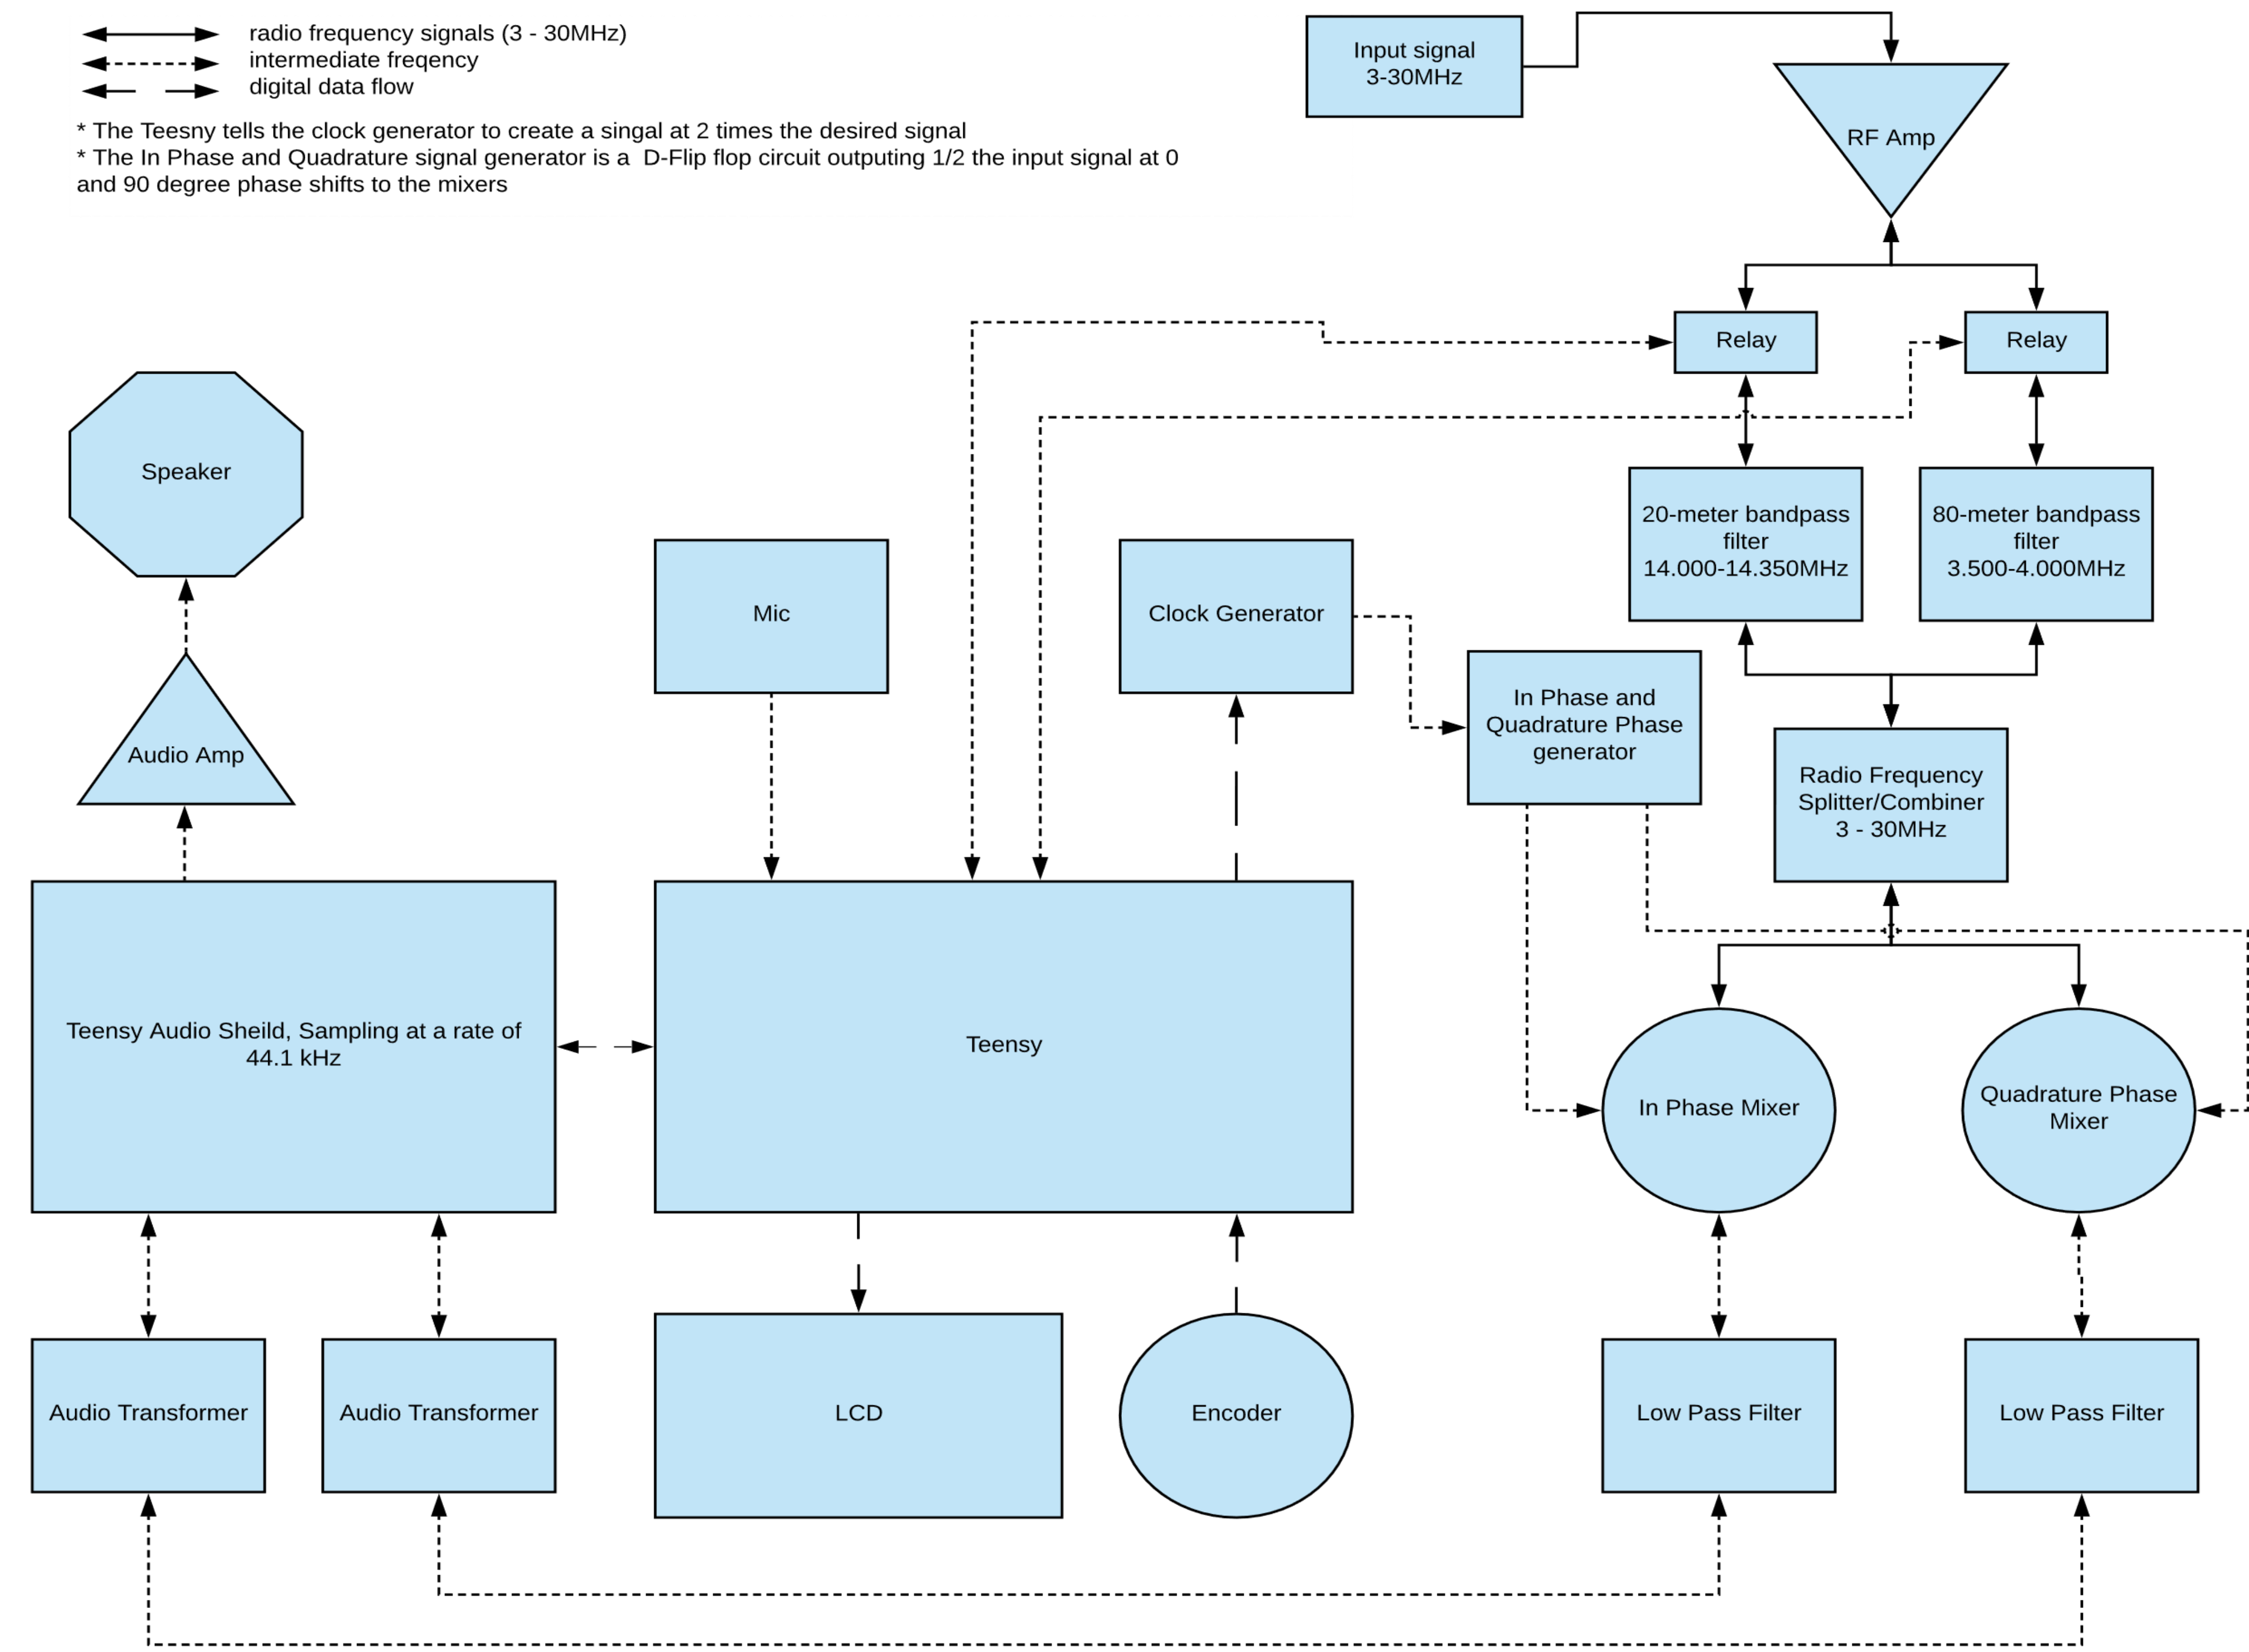 radio frequency signals (3 - 30MHz)
intermediate freqency
digital data flow
* The Teesny tells the clock generator to create a singal at 2 times the desired signal
* The In Phase and Quadrature signal generator is a  D-Flip flop circuit outputing 1/2 the input signal at 0
and 90 degree phase shifts to the mixers
Input signal
3-30MHz
RF Amp
Relay
Relay
Speaker
20-meter bandpass
filter
14.000-14.350MHz
80-meter bandpass
filter
3.500-4.000MHz
Mic
Clock Generator
In Phase and
Quadrature Phase
generator
Audio Amp
Radio Frequency
Splitter/Combiner
3 - 30MHz
Teensy Audio Sheild, Sampling at a rate of
44.1 kHz
Teensy
In Phase Mixer
Quadrature Phase
Mixer
Audio Transformer
Audio Transformer
LCD
Encoder
Low Pass Filter
Low Pass Filter